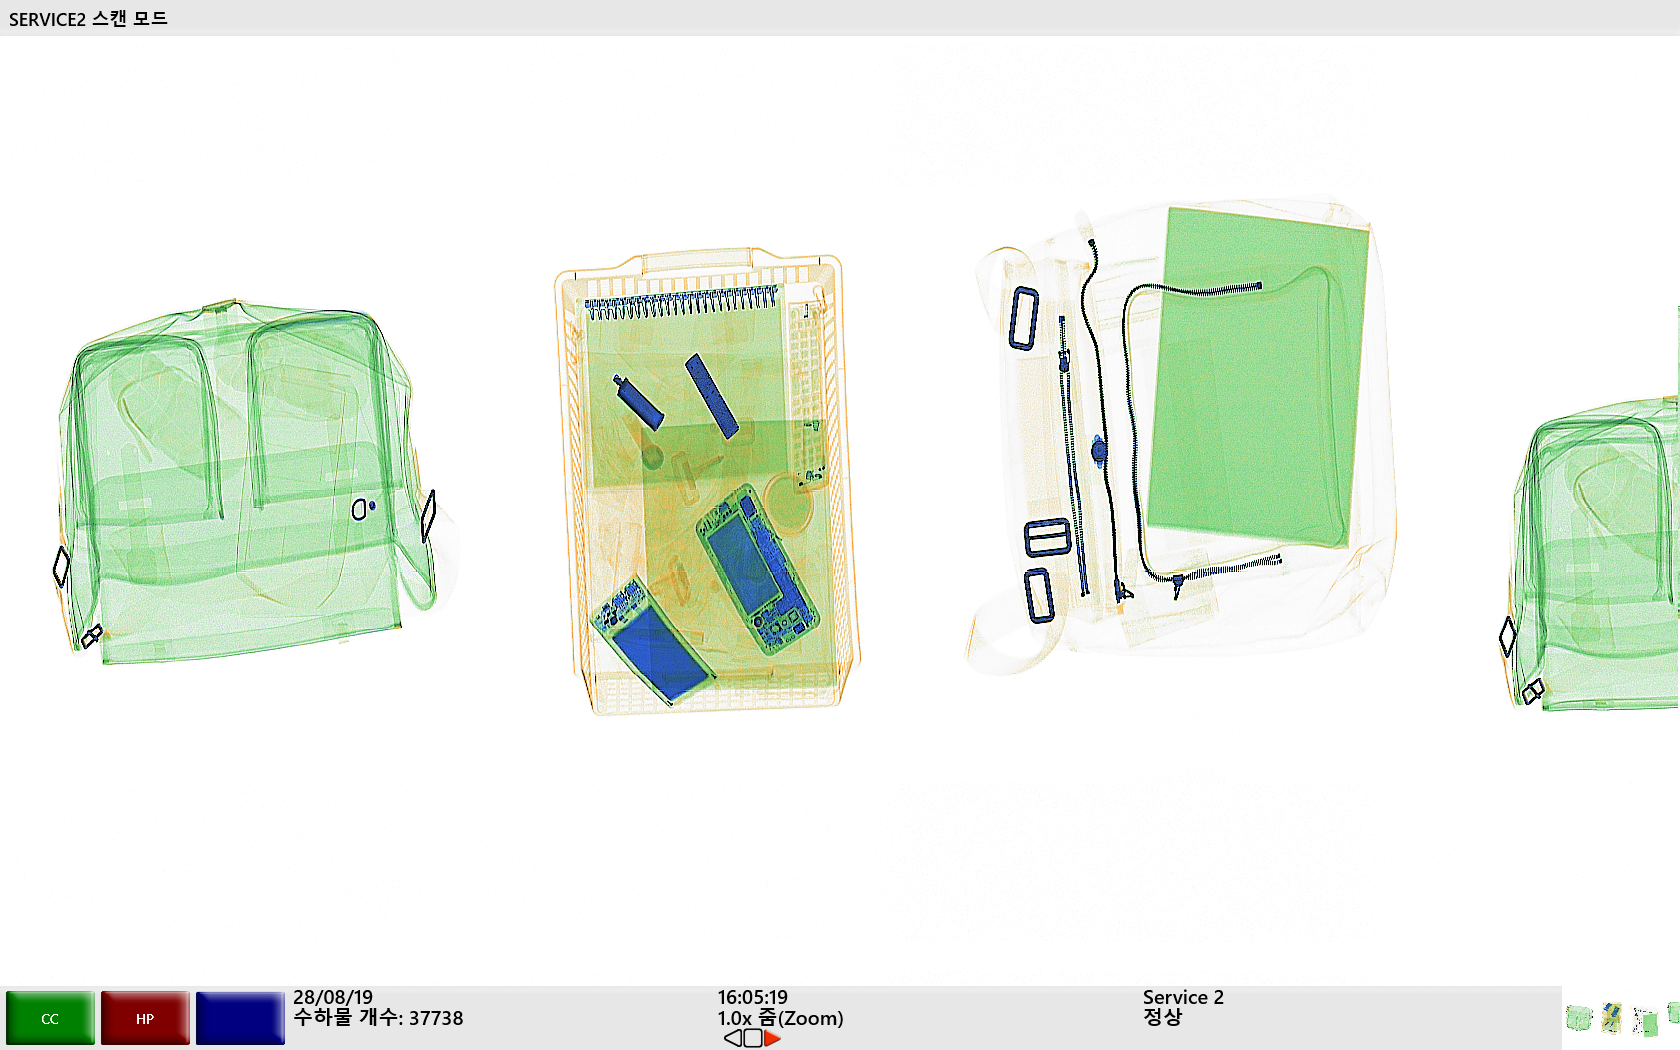 SERVICE2 스캔 모드
CC
HP
28/08/19
수하물 개수: 37738
16:05:19
1.0x 줌(Zoom)
Service 2
정상